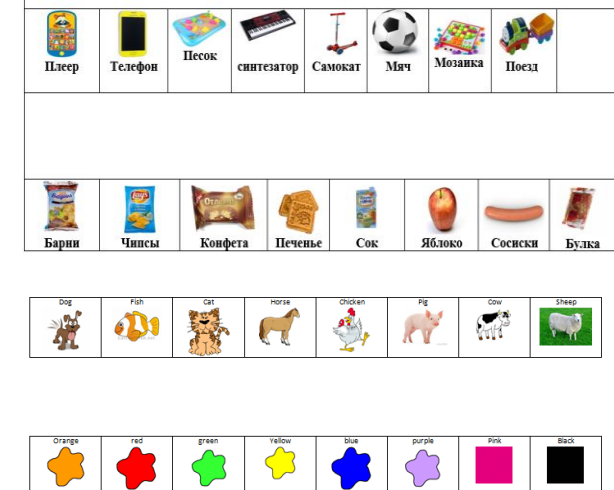 Плеер Телефон Песок синтезатор Самокат Мяч Мозаика Поезд
Барни Чипсы Конфета Печенье Сок Яблоко Сосиски Булка
Dog Fish Cat Horse Chicken Pig Cow Sheep
Orange red green Yellow blue purple Pink Black